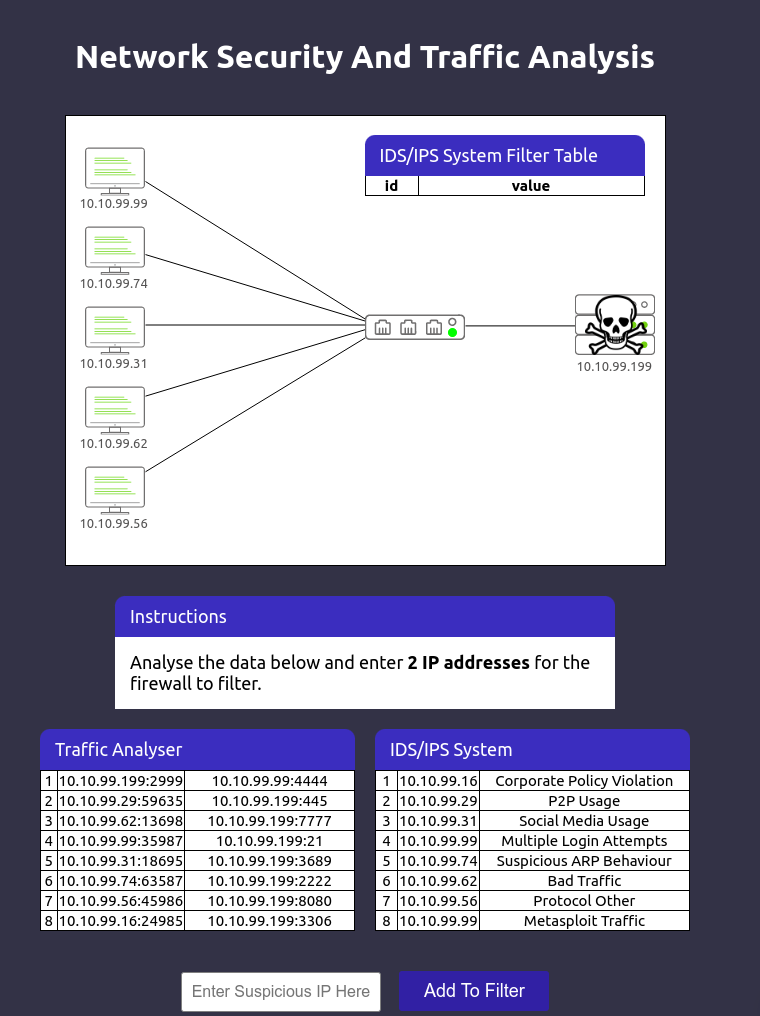 Network Security And Traffic Analysis
IDS/IPS System Filter Table
id value
10.10.99.99
10.10.99.74
10.10.99.31
10.10.99.62
10.10.99.56
10.10.99.199
Instructions
Analyse the data below and enter 2 IP addresses for the
firewall to filter.
Traffic Analyser
1 10.10.99.199:2999 10.10.99.99:4444
2 10.10.99.29:59635 10.10.99.199:445
3 10.10.99.62:13698 10.10.99.199:7777
4 10.10.99.99:35987 10.10.99.199:21
5 10.10.99.31:18695 10.10.99.199:3689
6 10.10.99.74:63587 10.10.99.199:2222
7 10.10.99.56:45986 10.10.99.199:8080
8 10.10.99.16:24985 10.10.99.199:3306
IDS/IPS System
1 10.10.99.16 Corporate Policy Violation
2 10.10.99.29 P2P Usage
3 10.10.99.31 Social Media Usage
4 10.10.99.99 Multiple Login Attempts
5 10.10.99.74 Suspicious ARP Behaviour
6 10.10.99.62 Bad Traffic
7 10.10.99.56 Protocol Other
8 10.10.99.99 Metasploit Traffic
Enter Suspicious IP Here
Add To Filter